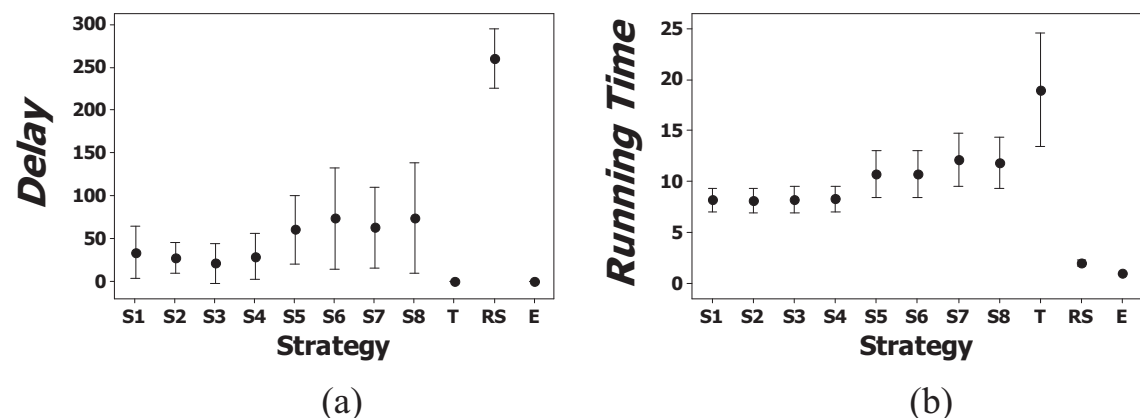 300
250
200
150
100
50
0
Delay
S1 S2 S3 S4 S5 S6 S7 S8 T RS E
Strategy
(a)
25
20
15
10
5
0
Running Time
S1 S2 S3 S4 S5 S6 S7 S8 T RS E
Strategy
(b)